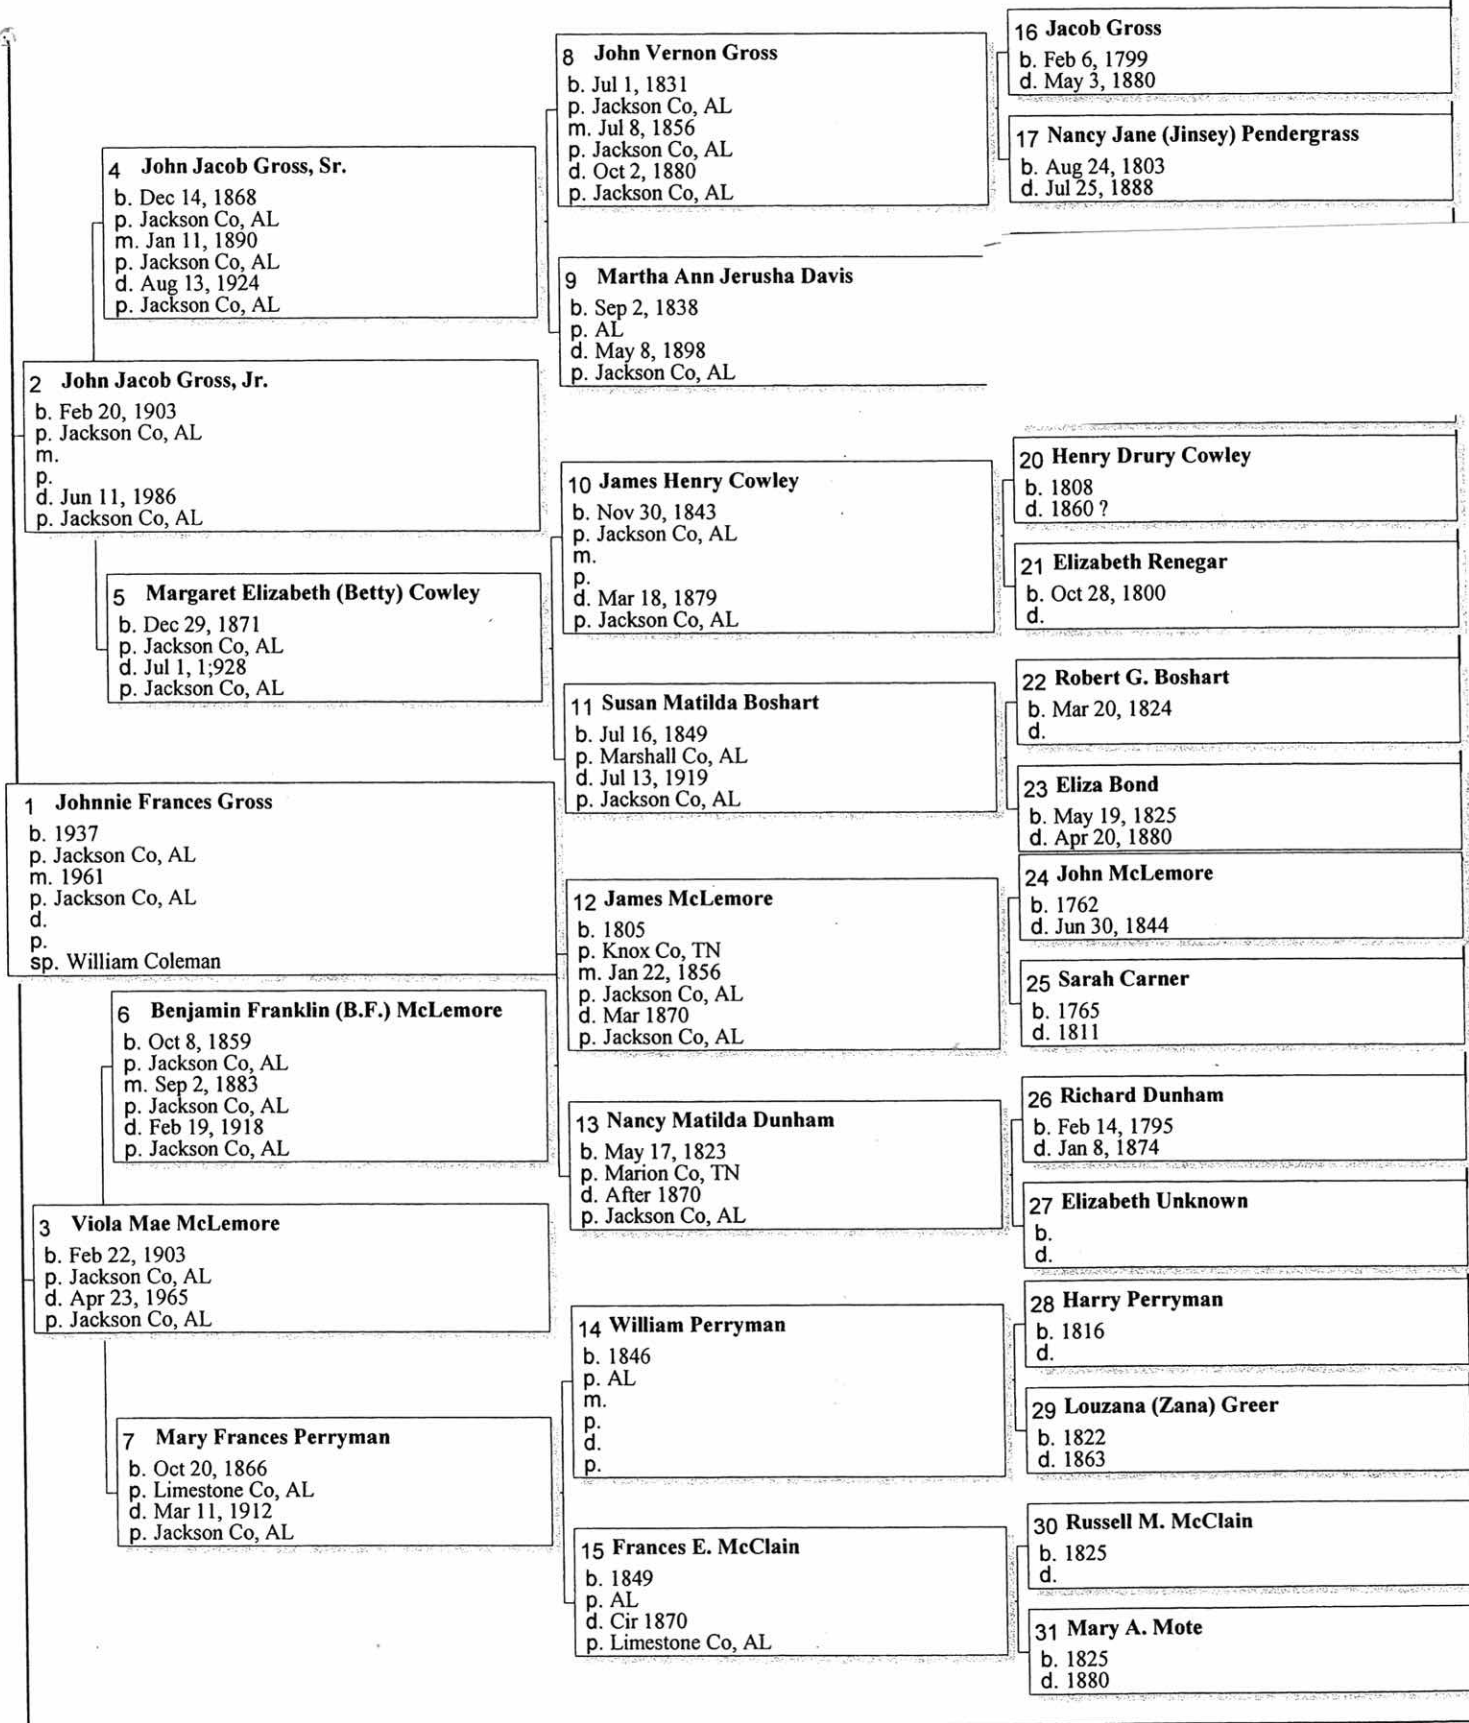 16 Jacob Gross
b. Feb 6, 1799
d. May 3, 1880
8 John Vernon Gross
b. Jul 1, 1831
p. Jackson Co, AL
m. Jul 8, 1856
p. Jackson Co, AL
d. Oct 2, 1880
p. Jackson Co, AL
17 Nancy Jane (Jinsey) Pendergrass
b. Aug 24, 1803
d. Jul 25, 1888
4 John Jacob Gross, Sr.
b. Dec 14, 1868
p. Jackson Co, AL
m. Jan 11, 1890
p. Jackson Co, AL
d. Aug 13, 1924
p. Jackson Co, AL
9 Martha Ann Jerusha Davis
b. Sep 2, 1838
p. AL
d. May 8, 1898
p. Jackson Co, AL
2 John Jacob Gross, Jr.
b. Feb 20, 1903
p. Jackson Co, AL
m.
p.
d. Jun 11, 1986
p. Jackson Co, AL
20 Henry Drury Cowley
b. 1808
d. 1860 ?
10 James Henry Cowley
b. Nov 30, 1843
p. Jackson Co, AL
m.
p.
d. Mar 18, 1879
p. Jackson Co, AL
21 Elizabeth Renegar
b. Oct 28, 1800
d.
5 Margaret Elizabeth (Betty) Cowley
b. Dec 29, 1871
p. Jackson Co, AL
d. Jul 1, 1;928
p. Jackson Co, AL
22 Robert G. Boshart
b. Mar 20, 1824
d.
11 Susan Matilda Boshart
b. Jul 16, 1849
p. Marshall Co, AL
d. Jul 13, 1919
p. Jackson Co, AL
23 Eliza Bond
b. May 19, 1825
d. Apr 20, 1880
1 Johnnie Frances Gross
b. 1937
p. Jackson Co, AL
m. 1961
p. Jackson Co, AL
d.
p.
sp. William Coleman
24 John McLemore
b. 1762
d. Jun 30, 1844
12 James McLemore
b. 1805
p. Knox Co, TN
m. Jan 22, 1856
p. Jackson Co, AL
d. Mar 1870
p. Jackson Co, AL
25 Sarah Carner
b. 1765
d. 1811
6 Benjamin Franklin (B.F.) McLemore
b. Oct 8, 1859
p. Jackson Co, AL
m. Sep 2, 1883
p. Jackson Co, AL
d. Feb 19, 1918
p. Jackson Co, AL
26 Richard Dunham
b. Feb 14, 1795
d. Jan 8, 1874
13 Nancy Matilda Dunham
b. May 17, 1823
p. Marion Co, TN
d. After 1870
p. Jackson Co, AL
27 Elizabeth Unknown
b.
d.
3 Viola Mae McLemore
b. Feb 22, 1903
p. Jackson Co, AL
d. Apr 23, 1965
p. Jackson Co, AL
28 Harry Perryman
b. 1816
d.
14 William Perryman
b. 1846
p. AL
m.
p.
d.
p.
29 Louzana (Zana) Greer
b. 1822
d. 1863
7 Mary Frances Perryman
b. Oct 20, 1866
p. Limestone Co, AL
d. Mar 11, 1912
p. Jackson Co, AL
30 Russell M. McClain
b. 1825
d.
15 Frances E. McClain
b. 1849
p. AL
d. Cir 1870
p. Limestone Co, AL
31 Mary A. Mote
b. 1825
d. 1880